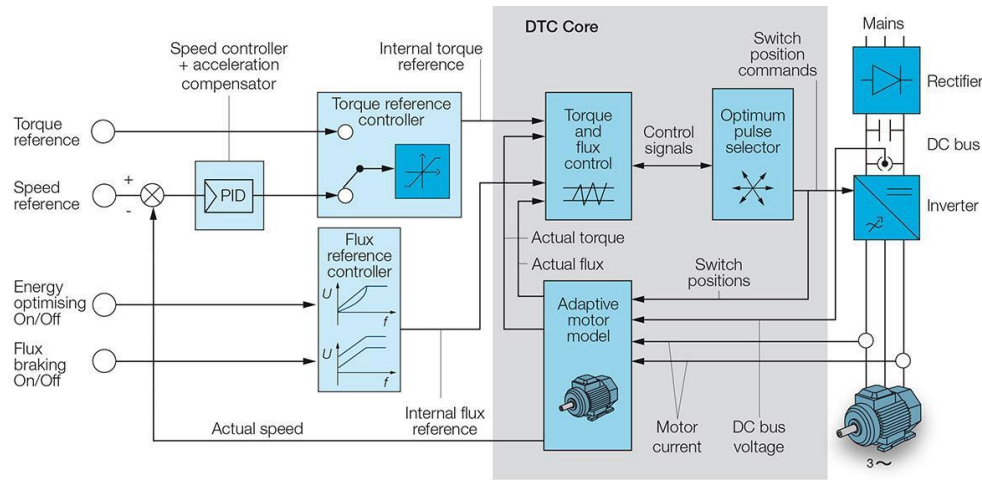 DTC Core
Mains
Speed controller
+ acceleration
compensator
Internal torque
reference
Switch
position
commands
Rectifier
Torque
reference
Torque reference
controller
Torque
and
flux
control
Control
signals
Optimum
pulse
selector
DC bus
Speed
reference
+
-
PID
Inverter
Flux
reference
controller
Actual torque
Actual flux
Switch
positions
Energy
optimising
On/Off
U
f
Adaptive
motor
model
Flux
braking
On/Off
U
f
Actual speed
Internal flux
reference
Motor
current
DC bus
voltage
3~